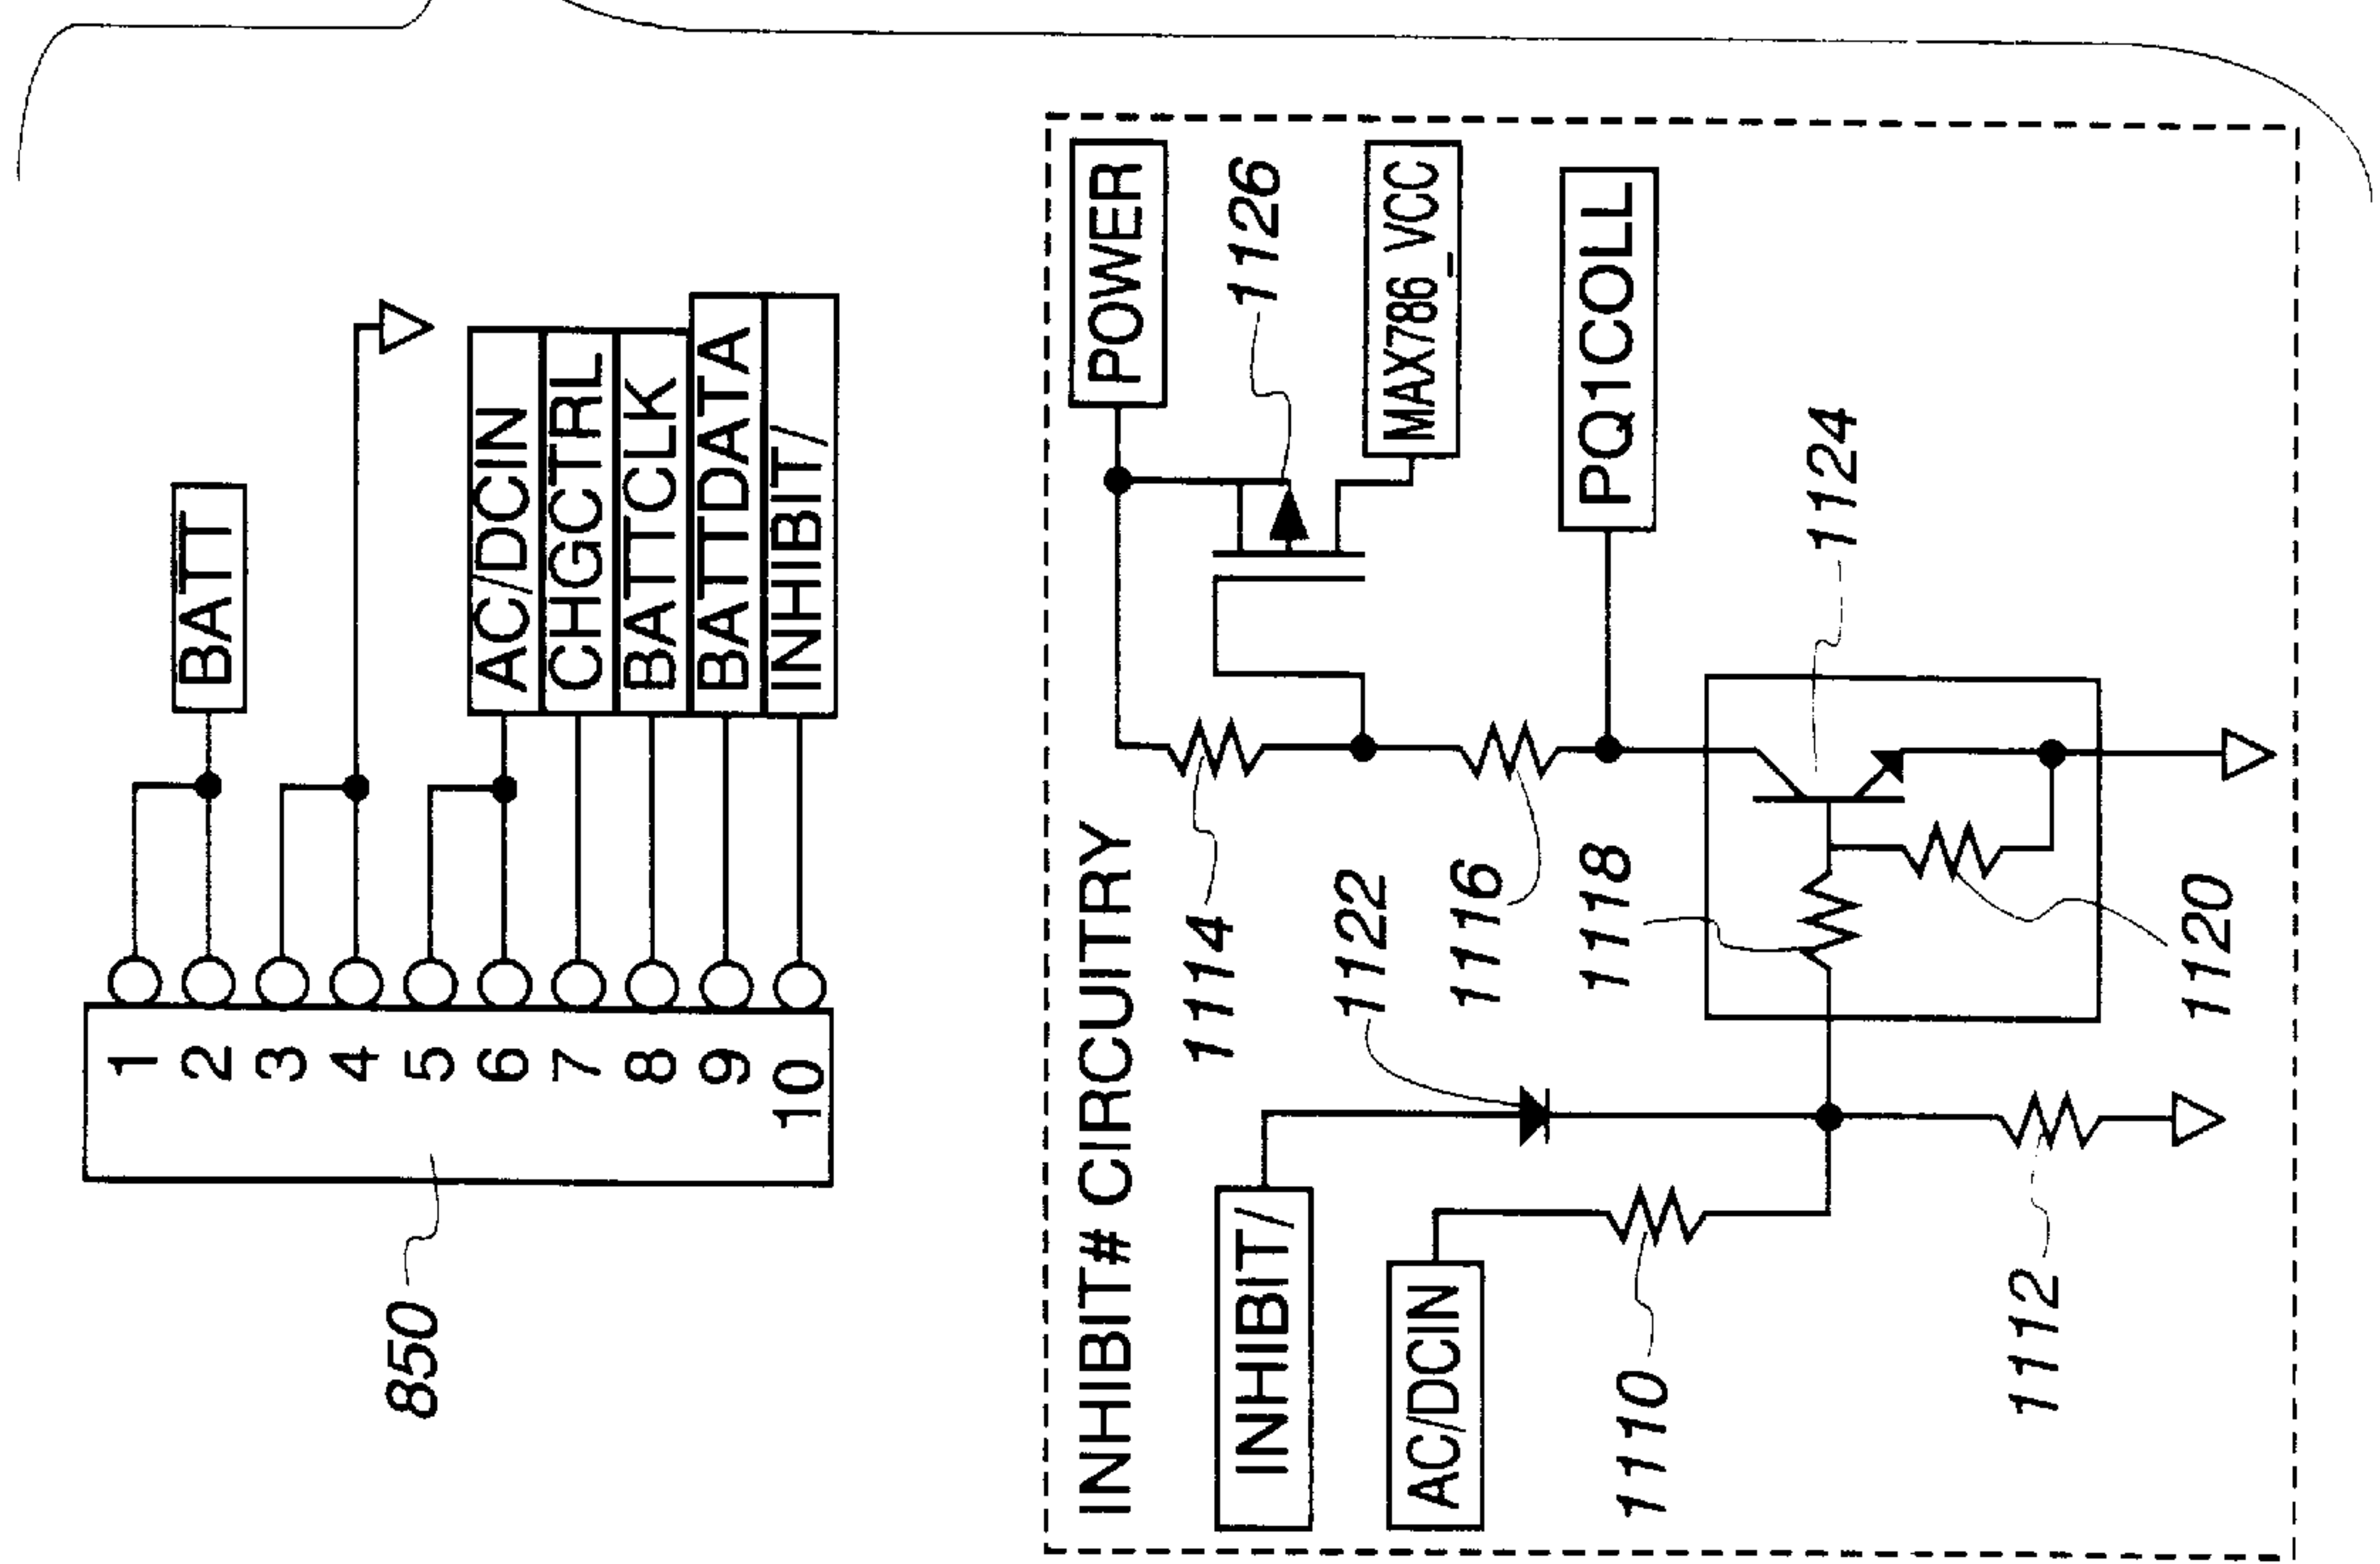 850
1
2
3
4
5
6
7
8
9
10
BATT
AC/DCIN
CHGCTRL
BATTCLK
BATTDATA
INHIBIT/
INHIBIT# CIRCUITRY
POWER
1126
MAX786_VCC
PQ1COLL
1124
1114
1122
1116
1118
1120
INHIBIT/
AC/DCIN
1110
1112